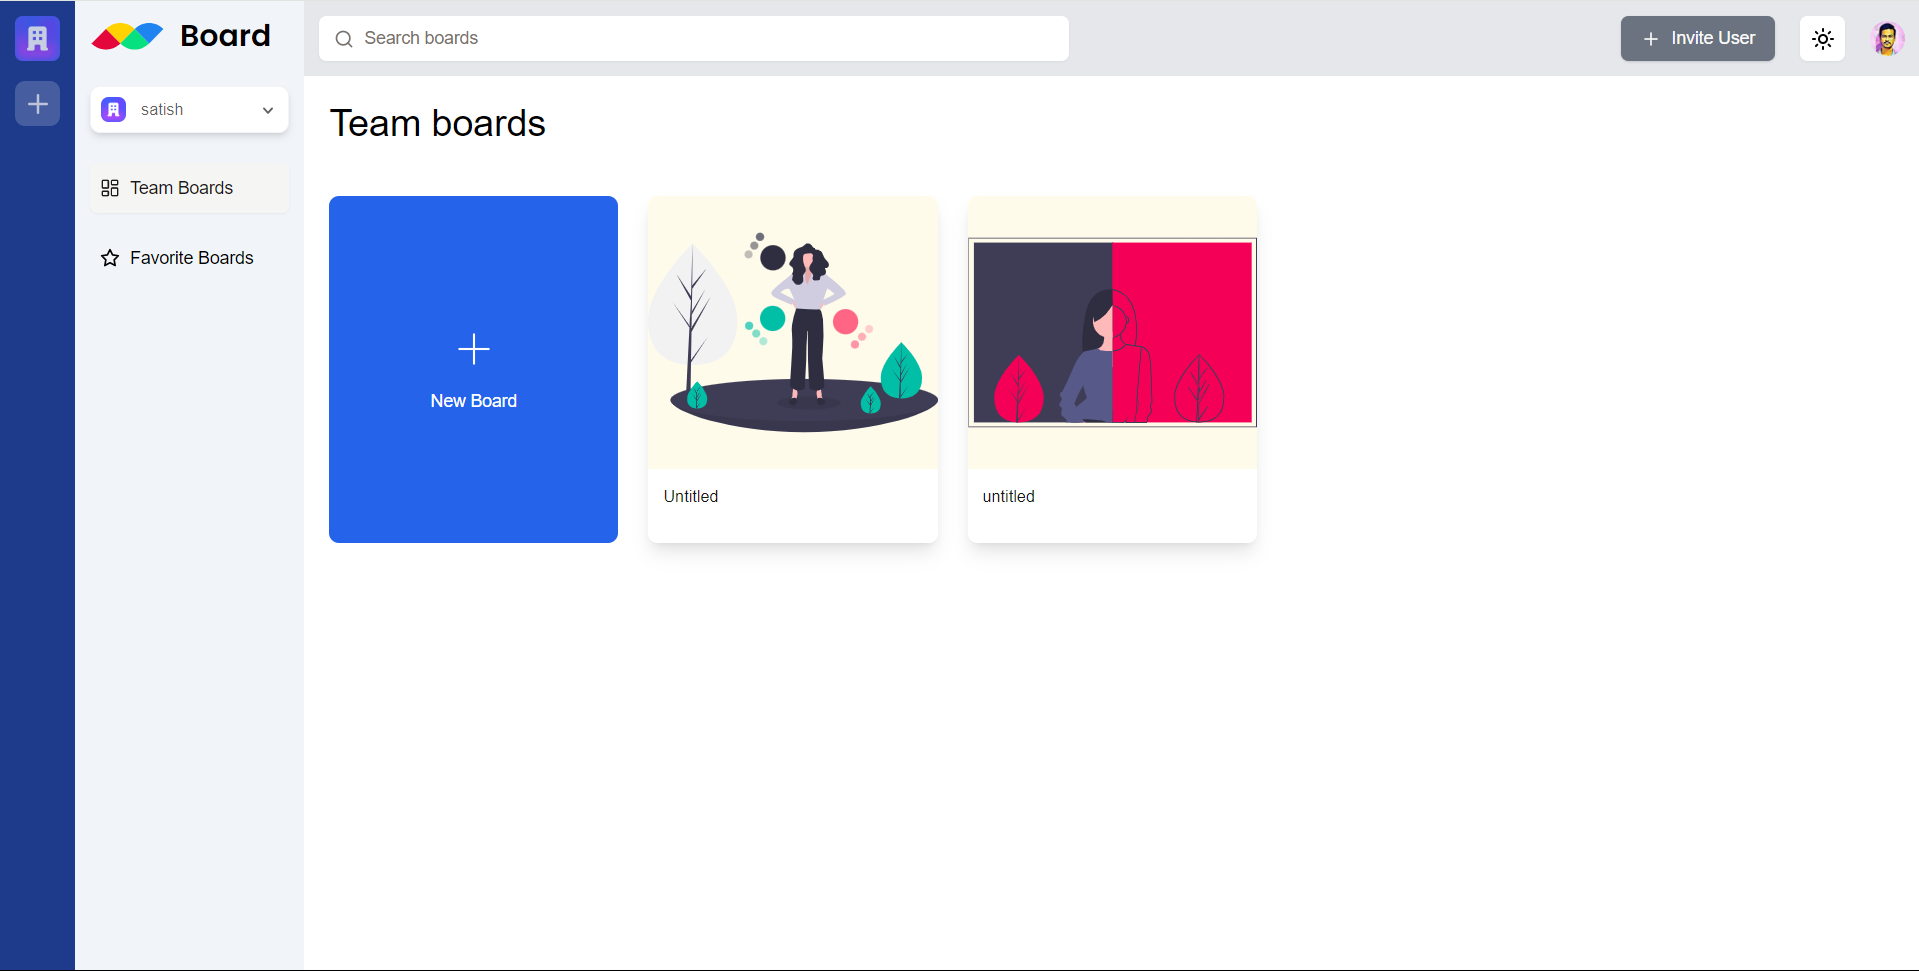 Board
Search boards
Invite User
satish
Team Boards
Favorite Boards
Team boards
New Board
Untitled
untitled